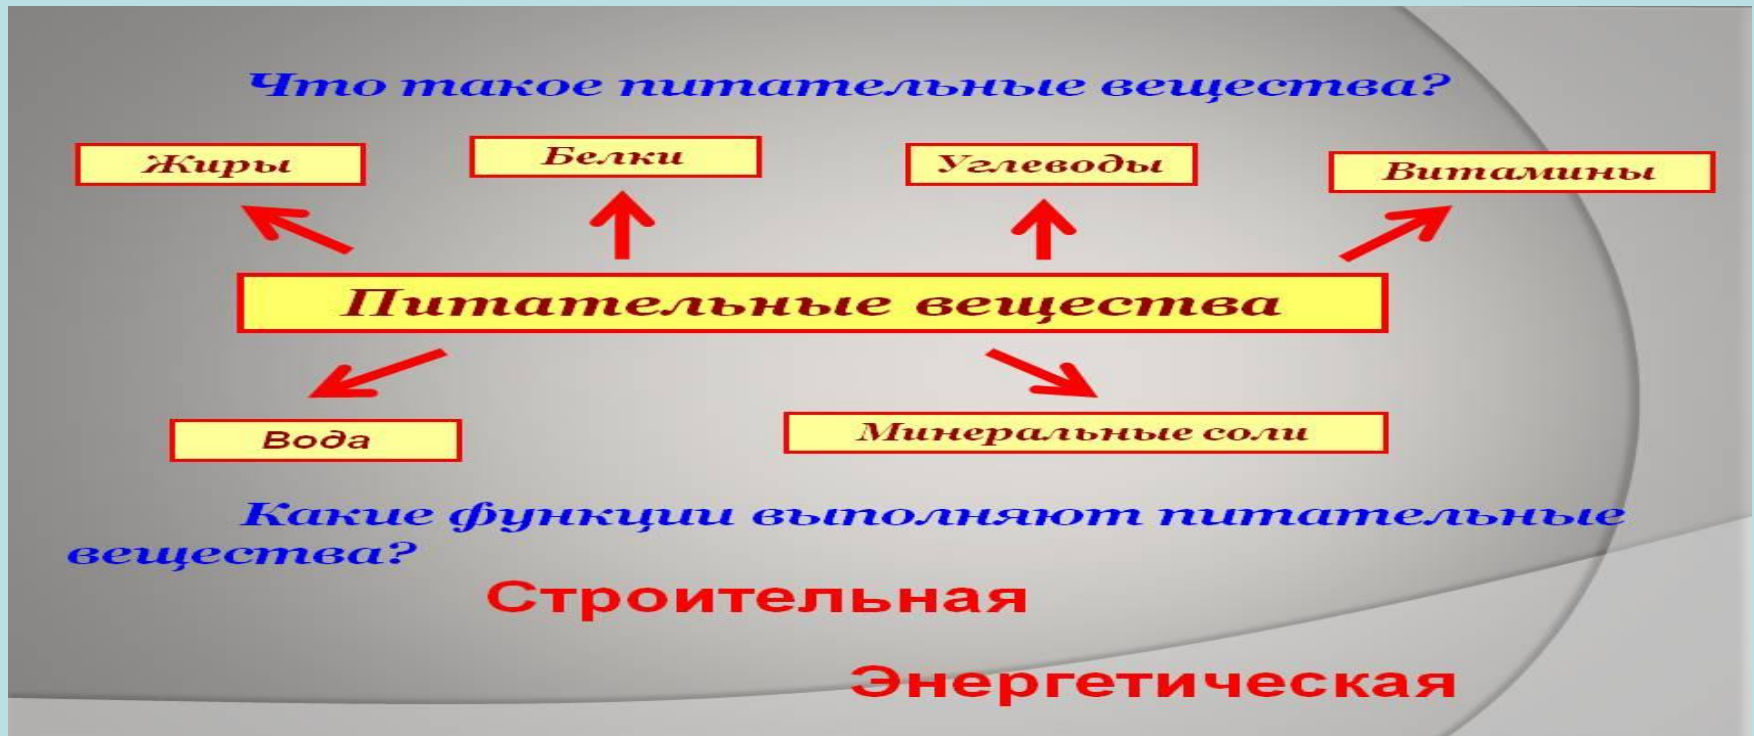 Что такое питательные вещества?
Жиры
Белки
Углеводы
Витамины
Питательные вещества
Вода
Минеральные соли
Какие функции выполняют питательные
вещества?
Строительная
Энергетическая